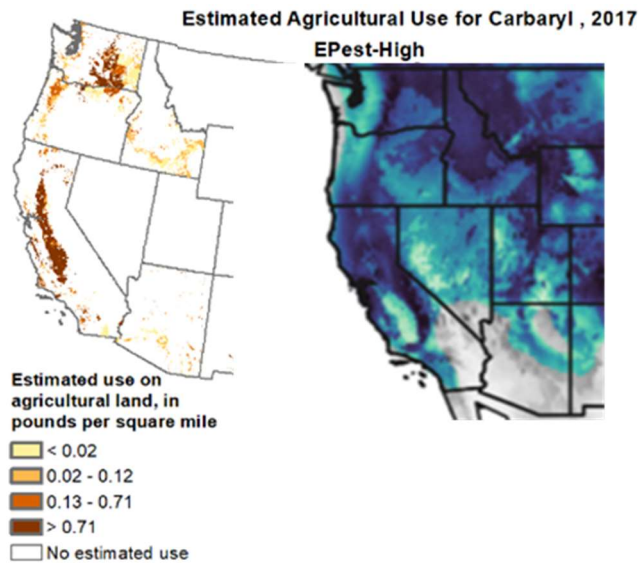 Estimated Agricultural Use for Carbaryl , 2017
EPest-High
Estimated use on
agricultural land, in
pounds per square mile
< 0.02
0.02 - 0.12
0.13 - 0.71
> 0.71
No estimated use